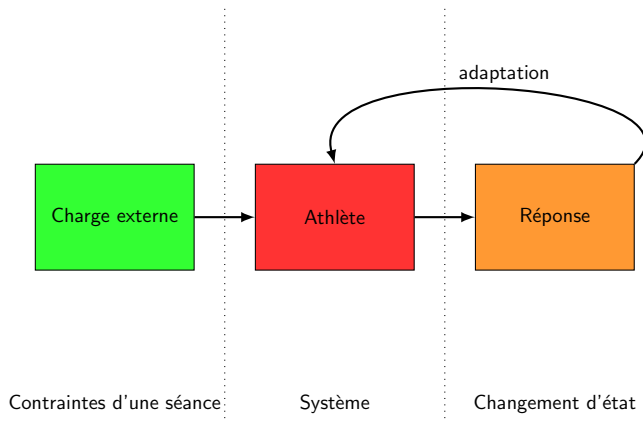 adaptation
Charge externe
Athlète
Réponse
Contraintes d'une séance
Système
Changement d'état